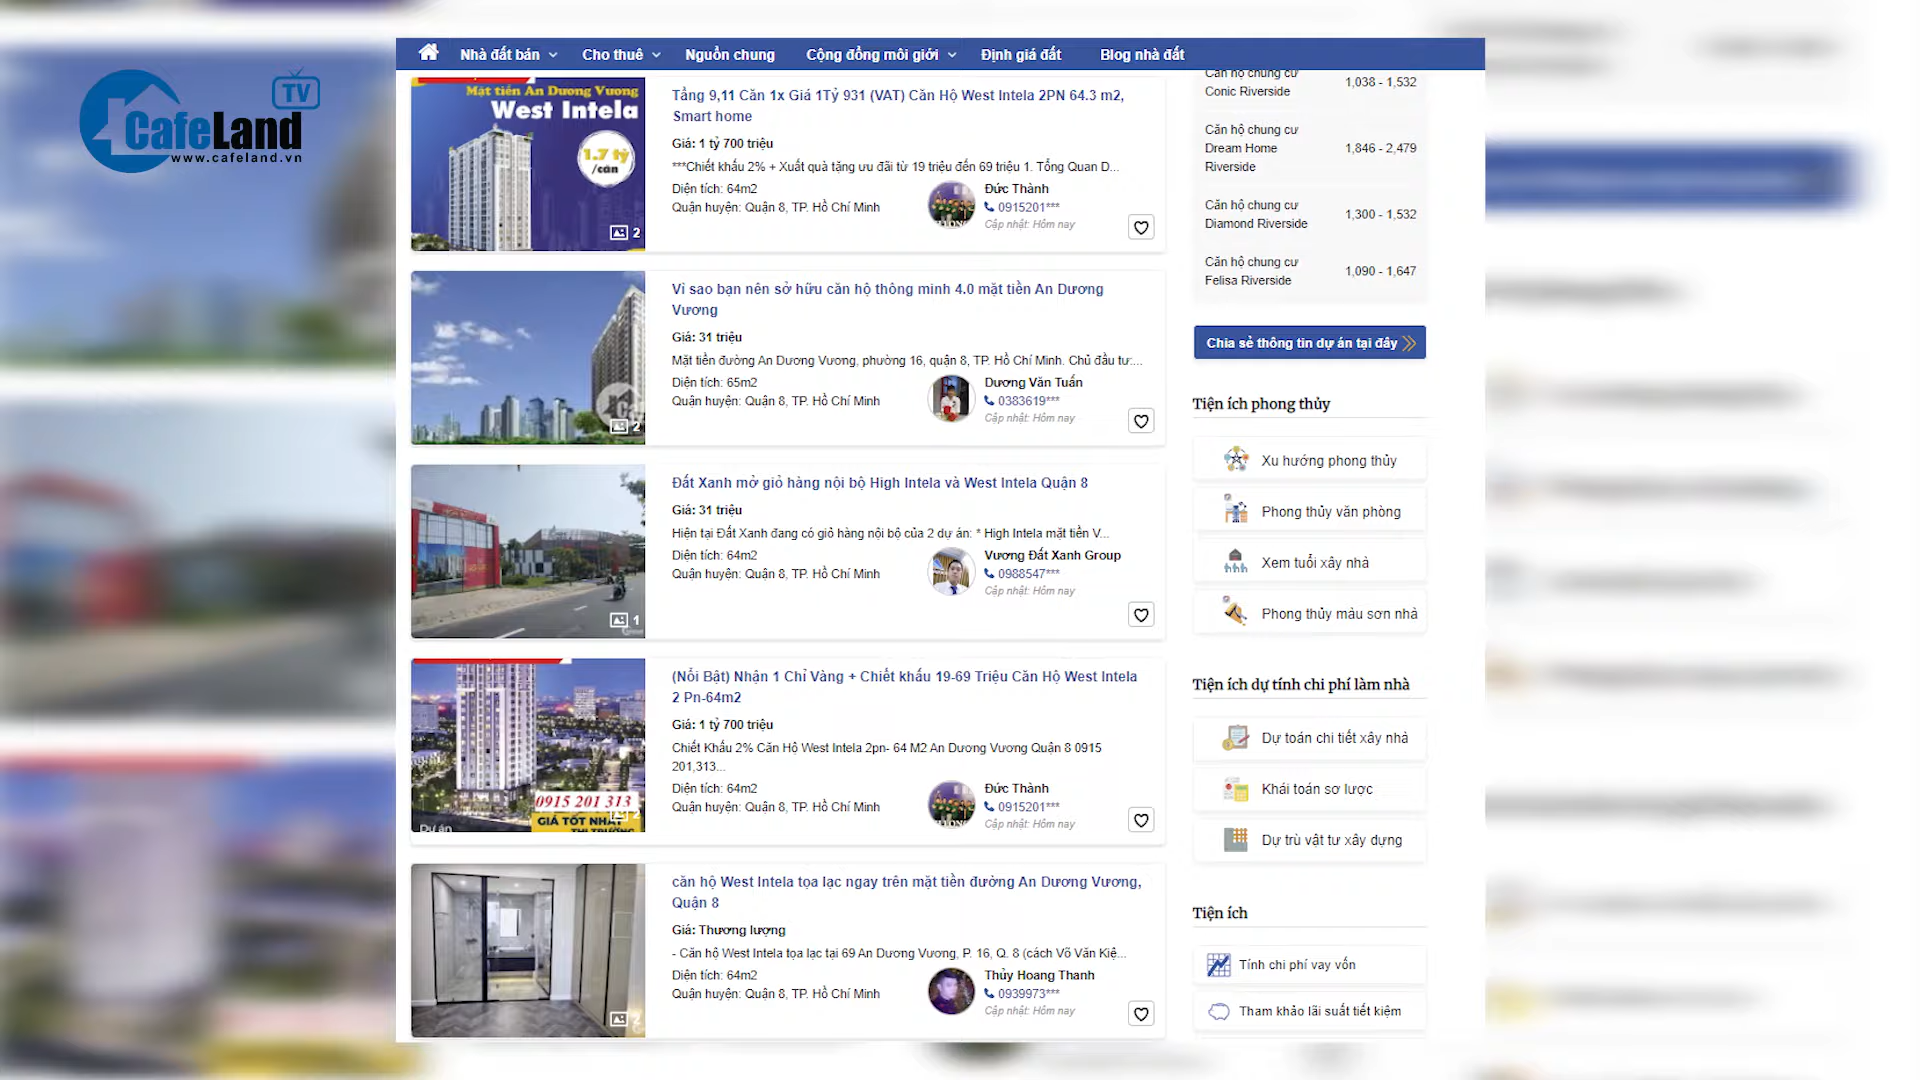 CafeLand TV
www.cafeland.vn
Nhà đất bán
Cho thuê
Nguồn chung
Cộng đồng môi giới
Định giá đất
Blog nhà đất
Mặt tiền An Dương Vương
West Intela
1.7 tỷ
/căn
2
Tầng 9,11 Căn 1x Giá 1Tỷ 931 (VAT) Căn Hộ West Intela 2PN 64.3 m2,
Smart home
Giá: 1 tỷ 700 triệu
***Chiết khấu 2% + Xuất quà tặng ưu đãi từ 19 triệu đến 69 triệu 1. Tổng Quan D...
Diện tích: 64m2
Quận huyện: Quận 8, TP. Hồ Chí Minh
Đức Thành
0915201***
Cập nhật: Hôm nay
2
Vì sao bạn nên sở hữu căn hộ thông minh 4.0 mặt tiền An Dương
Vương
Giá: 31 triệu
Mặt tiền đường An Dương Vương, phường 16, quận 8, TP. Hồ Chí Minh. Chủ đầu tư:...
Diện tích: 65m2
Quận huyện: Quận 8, TP. Hồ Chí Minh
Dương Văn Tuấn
0383619***
Cập nhật: Hôm nay
1
Đất Xanh mở giỏ hàng nội bộ High Intela và West Intela Quận 8
Giá: 31 triệu
Hiện tại Đất Xanh đang có giỏ hàng nội bộ của 2 dự án: * High Intela mặt tiền V...
Diện tích: 64m2
Quận huyện: Quận 8, TP. Hồ Chí Minh
Vương Đất Xanh Group
0988547***
Cập nhật: Hôm nay
0915 201 313
GIÁ TỐT NHẤT
THỊ TRƯỜNG
Dự án
2
(Nổi Bật) Nhận 1 Chỉ Vàng + Chiết khấu 19-69 Triệu Căn Hộ West Intela
2 Pn-64m2
Giá: 1 tỷ 700 triệu
Chiết Khấu 2% Căn Hộ West Intela 2pn- 64 M2 An Dương Vương Quận 8 0915
201,313...
Diện tích: 64m2
Quận huyện: Quận 8, TP. Hồ Chí Minh
Đức Thành
0915201***
Cập nhật: Hôm nay
2
căn hộ West Intela tọa lạc ngay trên mặt tiền đường An Dương Vương,
Quận 8
Giá: Thương lượng
- Căn hộ West Intela tọa lạc tại 69 An Dương Vương, P. 16, Q. 8 (cách Võ Văn Kiệ...
Diện tích: 64m2
Quận huyện: Quận 8, TP. Hồ Chí Minh
Thủy Hoang Thanh
0939973***
Cập nhật: Hôm nay
Căn hộ chung cư
Conic Riverside
1,038 - 1,532
Căn hộ chung cư
Dream Home
Riverside
1,846 - 2,479
Căn hộ chung cư
Diamond Riverside
1,300 - 1,532
Căn hộ chung cư
Felisa Riverside
1,090 - 1,647
Chia sẻ thông tin dự án tại đây
Tiện ích phong thủy
Xu hướng phong thủy
Phong thủy văn phòng
Xem tuổi xây nhà
Phong thủy màu sơn nhà
Tiện ích dự tính chi phí làm nhà
Dự toán chi tiết xây nhà
Khái toán sơ lược
Dự trù vật tư xây dựng
Tiện ích
Tính chi phí vay vốn
Tham khảo lãi suất tiết kiệm